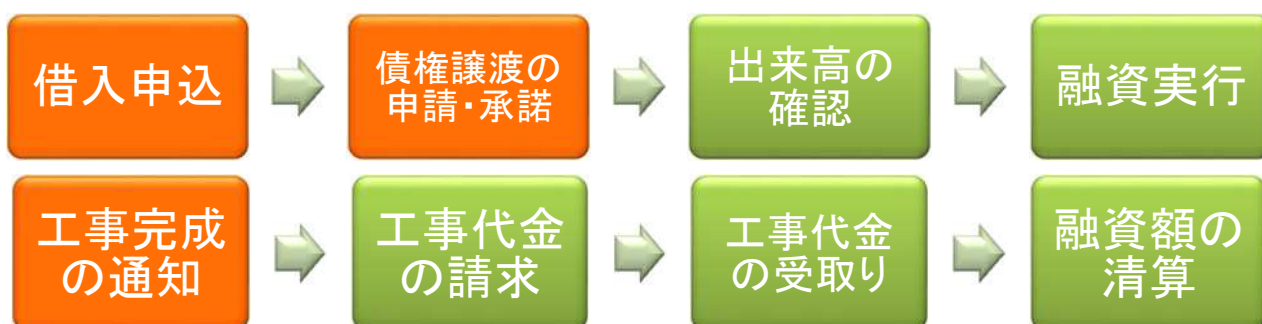 借入申込
債権譲渡の
申請・承諾
出来高の
確認
融資実行
工事完成
の通知
工事代金
の請求
工事代金
の受取り
融資額の
清算